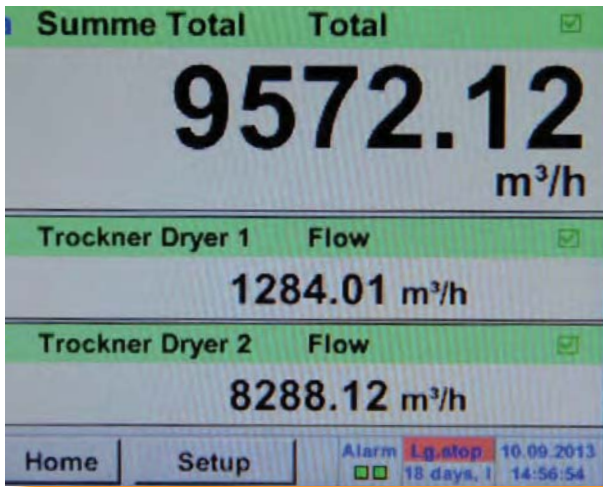 Summe Total Total
9572.12
m³/h
Trockner Dryer 1 Flow
1284.01 m³/h
Trockner Dryer 2 Flow
8288.12 m³/h
Home Setup Alarm Lg.stop 10.09.2013
18 days, 14:56:54